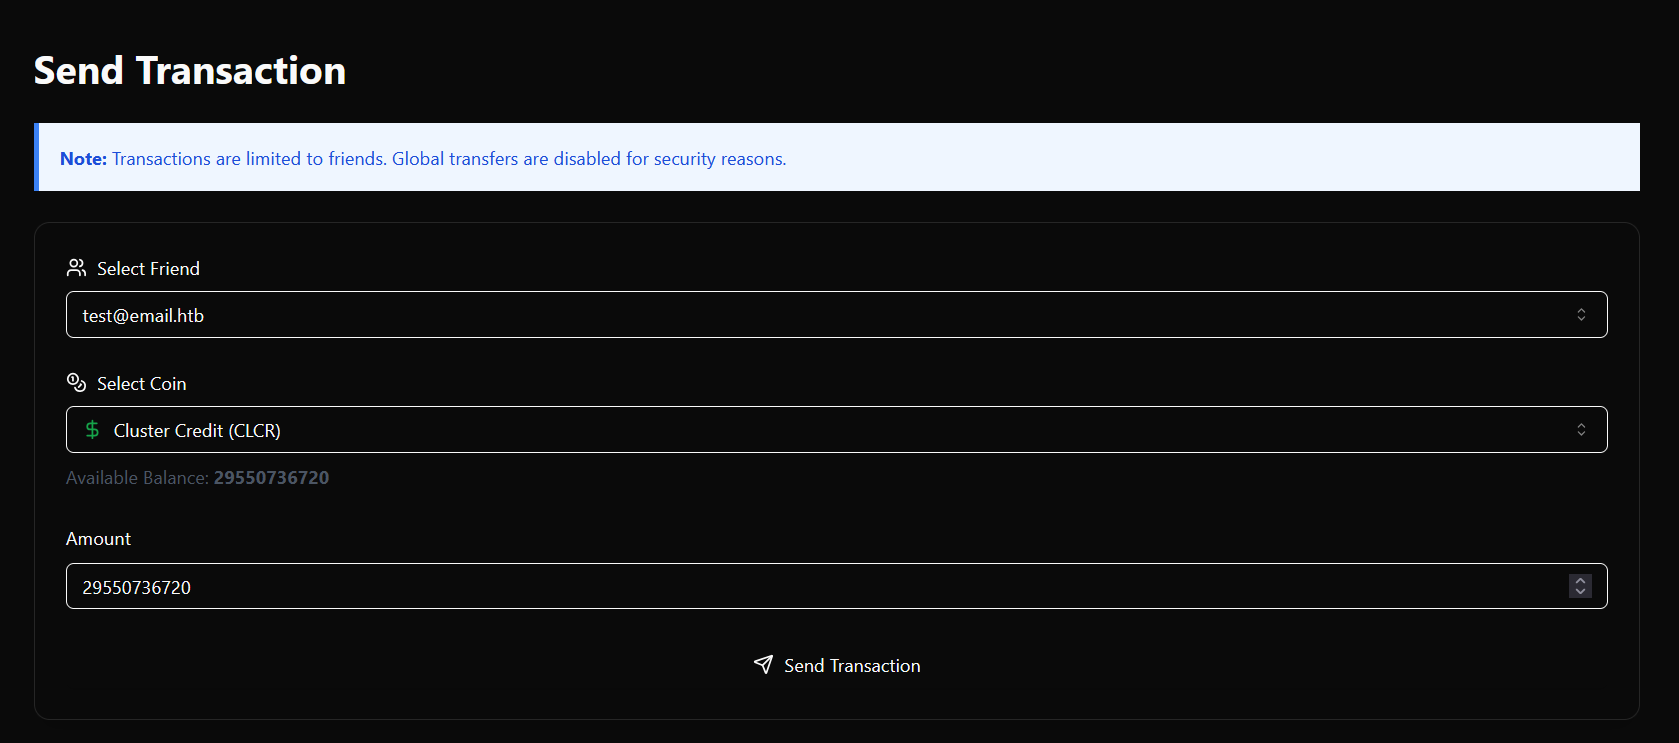 Send Transaction
Note: Transactions are limited to friends. Global transfers are disabled for security reasons.
Select Friend
test@email.htb
Select Coin
Cluster Credit (CLCR)
Available Balance: 29550736720
Amount
29550736720
Send Transaction